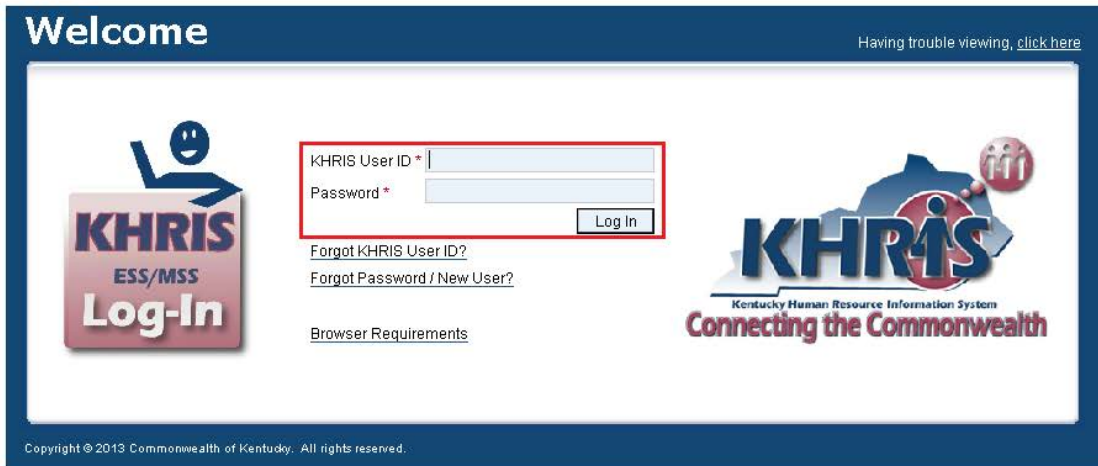 Welcome
Having trouble viewing, click here
KHRIS
ESS/MSS
Log-In
KHRIS User ID *
Password *
Log In
Forgot KHRIS User ID?
Forgot Password / New User?
Browser Requirements
KHRIS
Kentucky Human Resource Information System
Connecting the Commonwealth
Copyright © 2013 Commonwealth of Kentucky. All rights reserved.